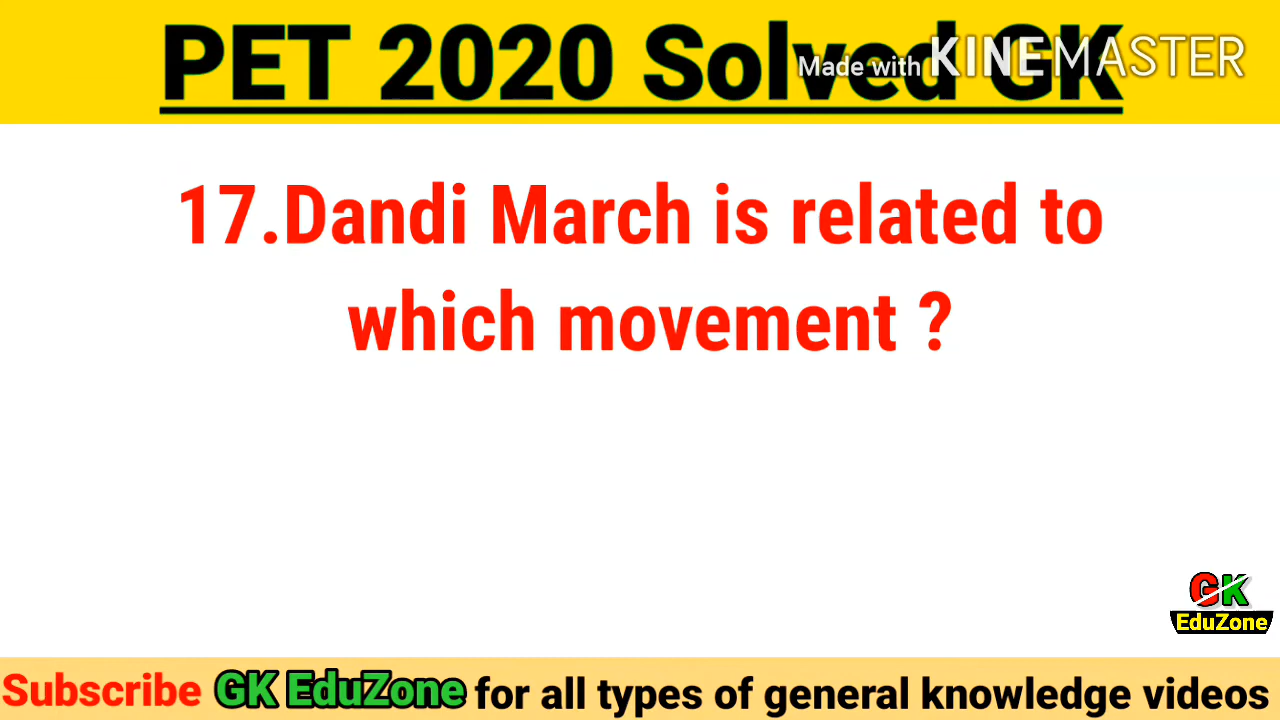 PET 2020 Solved GK
Made with KINEMASTER
17.Dandi March is related to
which movement ?
GK
EduZone
Subscribe GK EduZone for all types of general knowledge videos